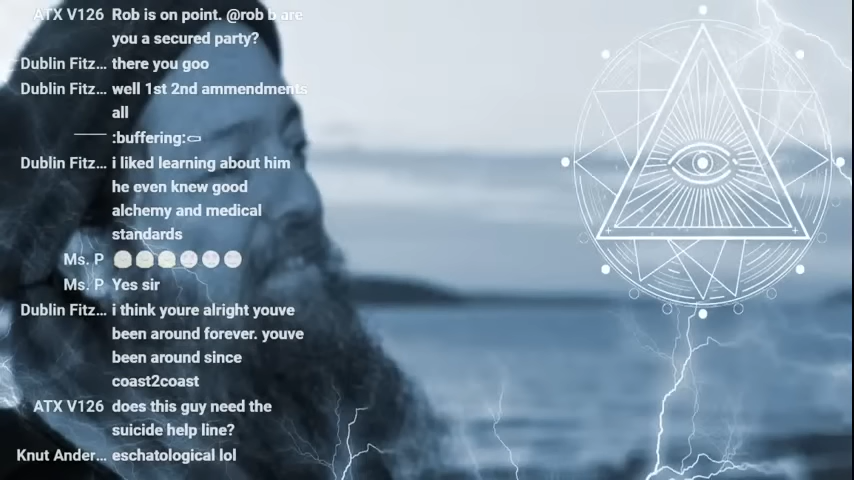 ATX V126 Rob is on point. @rob b are
you a secured party?
Dublin Fitz... there you goo
Dublin Fitz... well 1st 2nd ammendments
all
:buffering:
Dublin Fitz... i liked learning about him
he even knew good
alchemy and medical
standards
Ms. P
Ms. P Yes sir
Dublin Fitz... i think youre alright youve
been around forever. youve
been around since
coast2coast
ATX V126 does this guy need the
suicide help line?
Knut Ander... eschatological lol